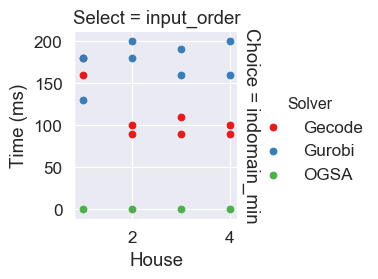 Select = input_order
Time (ms)
200
150
100
50
0
2
4
House
Choice = indomain_min
Solver
Gecode
Gurobi
OGSA